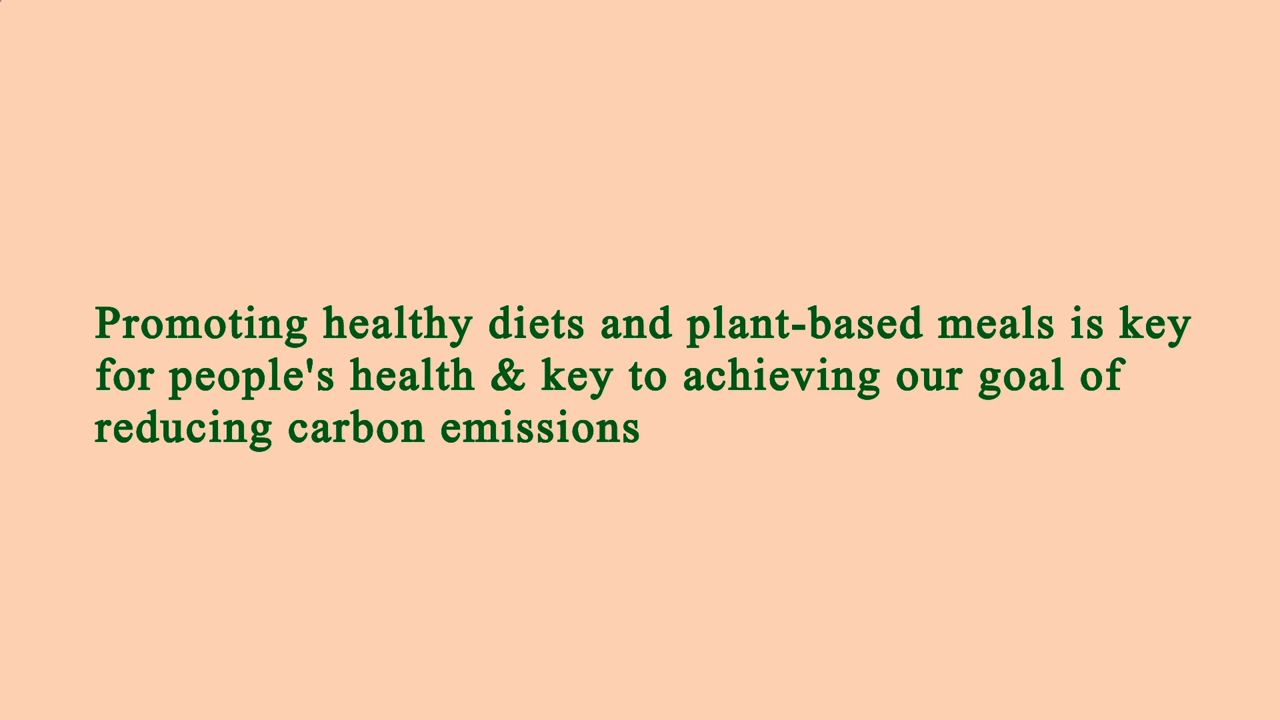 Promoting healthy diets and plant-based meals is key
for people's health & key to achieving our goal of
reducing carbon emissions